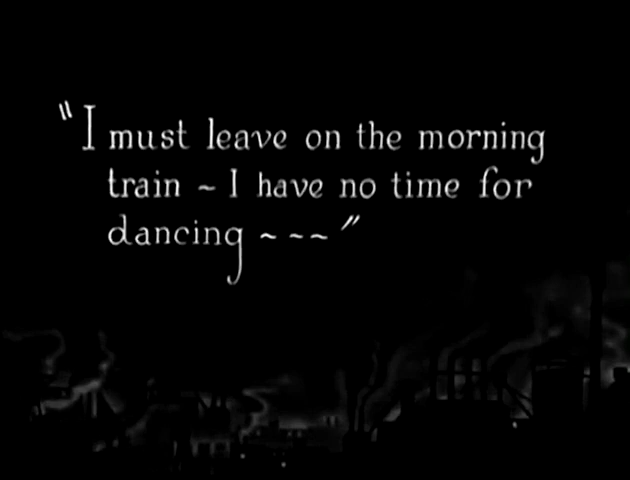 "I must leave on the morning
train ~ I have no time for
dancing ~ ~ ~"